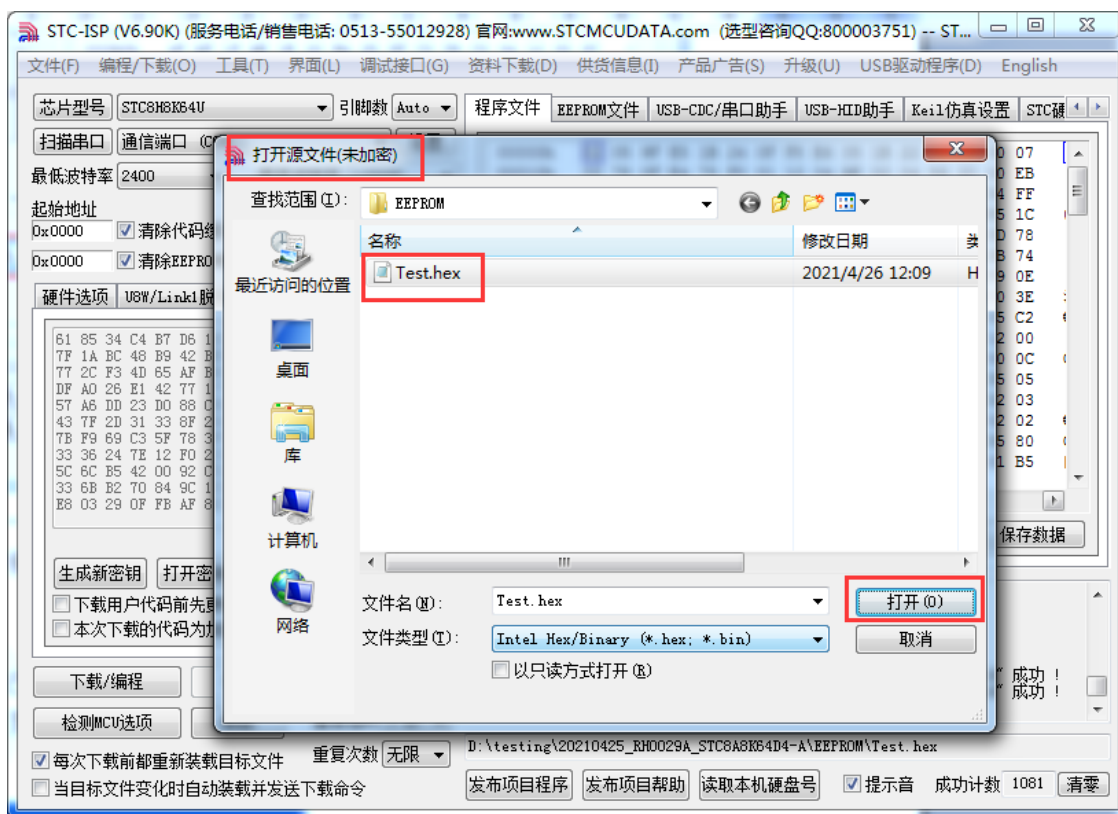 STC-ISP (V6.90K) (服务电话/销售电话: 0513-55012928) 官网:www.STCMCUDATA.com (选型咨询QQ:800003751) -- ST...
文件(F) 编程/下载(O) 工具(T) 界面(L) 调试接口(G) 资料下载(D) 供货信息(I) 产品广告(S) 升级(U) USB驱动程序(D) English
芯片型号 STC8H8K64U 引脚数 Auto 程序文件 EEPROM文件 USB-CDC/串口助手 USB-HID助手 Keil仿真设置 STC硬
扫描串口 通信端口
打开源文件(未加密)
0 07
最低波特率 2400
0 EB
查找范围(I): EEPROM
4 FF
起始地址
5 1C
0x0000 清除代码缓
名称 修改日期 类
D 78
B 74
0x0000 清除EEPRO
Test.hex 2021/4/26 12:09 H
9 0E
硬件选项 U8W/Link1脱
最近访问的位置
0 3E
5 C2
61 85 34 C4 B7 D6 1
2 00
7F 1A BC 48 B9 42 B
0 0C
77 2C F3 4D 65 AF B
桌面
5 05
DF A0 26 E1 42 77 1
2 03
57 A6 DD 23 D0 88 C
2 02
43 7F 2D 31 33 8F 2
5 80
7B F9 69 C3 5F 78 3
库
1 B5
33 36 24 7E 12 F0 2
5C 6C B5 42 00 92 C
33 6B B2 70 84 9C 1
E8 03 29 0F FB AF 8
计算机
保存数据
生成新密钥 打开密
下载用户代码前先
文件名(N): Test.hex 打开(O)
本次下载的代码为加
网络
文件类型(T): Intel Hex/Binary (*.hex; *.bin) 取消
以只读方式打开(R)
下载/编程
成功 !
成功 !
检测MCU选项
每次下载前都重新装载目标文件 重复次数 无限
D:\testing\20210425_RH0029A_STC8A8K64D4-A\EEPROM\Test.hex
当目标文件变化时自动装载并发送下载命令
发布项目程序 发布项目帮助 读取本机硬盘号 提示音 成功计数 1081 清零